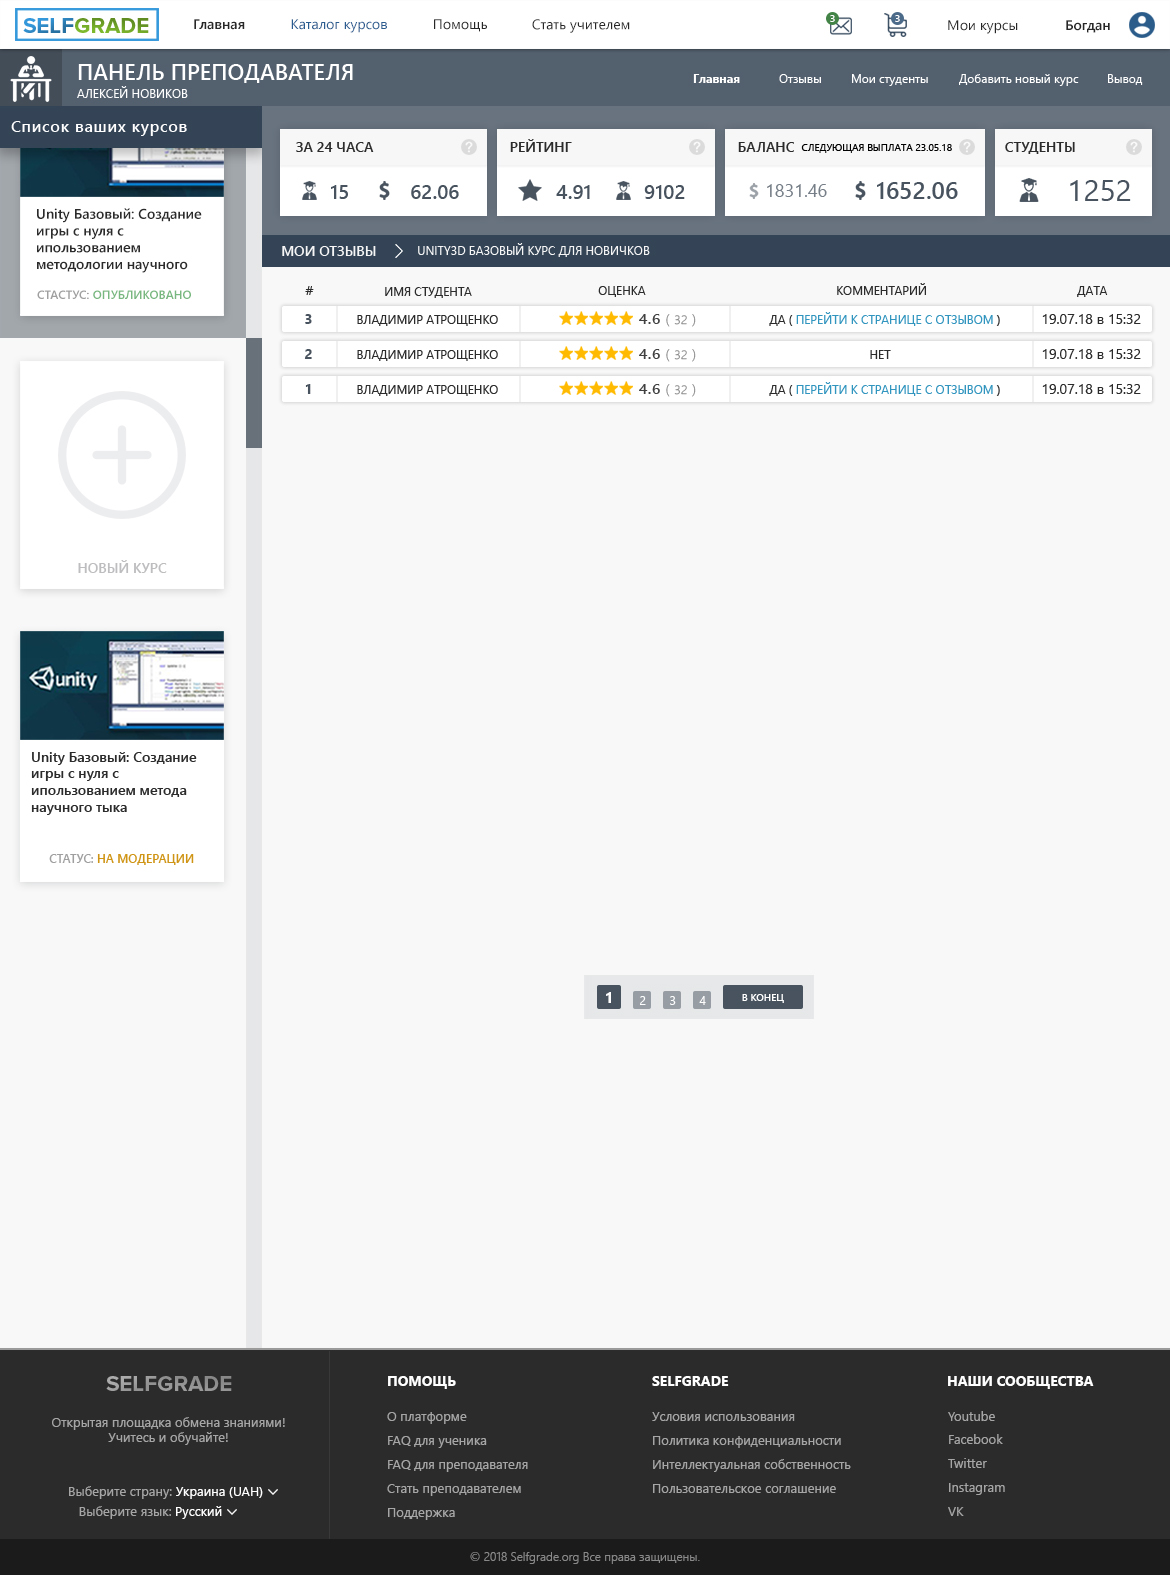 SELFGRADE
Главная
Каталог курсов
Помощь
Стать учителем
3
3
Мои курсы
Богдан
ПАНЕЛЬ ПРЕПОДАВАТЕЛЯ
АЛЕКСЕЙ НОВИКОВ
Главная
Отзывы
Мои студенты
Добавить новый курс
Вывод
Список ваших курсов
Unity Базовый: Создание
игры с нуля с
ипользованием
методологии научного
СТАСТУС: ОПУБЛИКОВАНО
НОВЫЙ КУРС
unity
Unity Базовый: Создание
игры с нуля с
ипользованием метода
научного тыка
СТАТУС: НА МОДЕРАЦИИ
ЗА 24 ЧАСА ?
15 $ 62.06
РЕЙТИНГ ?
4.91 9102
БАЛАНС СЛЕДУЮЩАЯ ВЫПЛАТА 23.05.18 ?
$ 1831.46 $ 1652.06
СТУДЕНТЫ ?
1252
МОИ ОТЗЫВЫ
UNITY3D БАЗОВЫЙ КУРС ДЛЯ НОВИЧКОВ
# ИМЯ СТУДЕНТА ОЦЕНКА КОММЕНТАРИЙ ДАТА
3 ВЛАДИМИР АТРОЩЕНКО 4.6 ( 32 ) ДА ( ПЕРЕЙТИ К СТРАНИЦЕ С ОТЗЫВОМ ) 19.07.18 в 15:32
2 ВЛАДИМИР АТРОЩЕНКО 4.6 ( 32 ) НЕТ 19.07.18 в 15:32
1 ВЛАДИМИР АТРОЩЕНКО 4.6 ( 32 ) ДА ( ПЕРЕЙТИ К СТРАНИЦЕ С ОТЗЫВОМ ) 19.07.18 в 15:32
1 2 3 4 В КОНЕЦ
SELFGRADE
Открытая площадка обмена знаниями!
Учитесь и обучайте!
Выберите страну: Украина (UAH)
Выберите язык: Русский
ПОМОЩЬ
О платформе
FAQ для ученика
FAQ для преподавателя
Стать преподавателем
Поддержка
SELFGRADE
Условия использования
Политика конфиденциальности
Интеллектуальная собственность
Пользовательское соглашение
НАШИ СООБЩЕСТВА
Youtube
Facebook
Twitter
Instagram
VK
© 2018 Selfgrade.org Все права защищены.